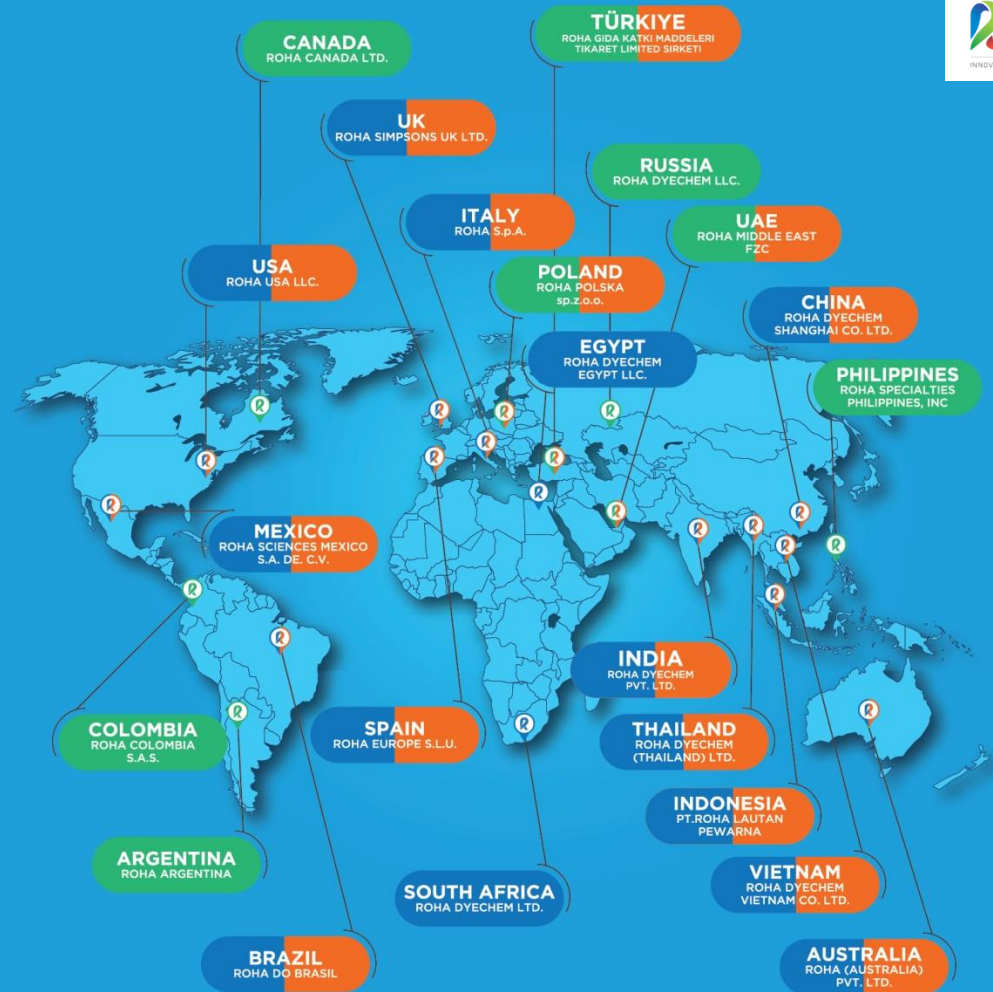 CANADA
ROHA CANADA LTD.
TÜRKIYE
ROHA GIDA KATKI MADDELERI
TIKARET LIMITED SIRKETI
UK
ROHA SIMPSONS UK LTD.
RUSSIA
ROHA DYECHEM LLC.
ITALY
ROHA S.p.A.
UAE
ROHA MIDDLE EAST
FZC
USA
ROHA USA LLC.
POLAND
ROHA POLSKA
sp.z.o.o.
CHINA
ROHA DYECHEM
SHANGHAI CO. LTD.
EGYPT
ROHA DYECHEM
EGYPT LLC.
PHILIPPINES
ROHA SPECIALTIES
PHILIPPINES, INC
MEXICO
ROHA SCIENCES MEXICO
S.A. DE. C.V.
INDIA
ROHA DYECHEM
PVT. LTD.
COLOMBIA
ROHA COLOMBIA
S.A.S.
SPAIN
ROHA EUROPE S.L.U.
THAILAND
ROHA DYECHEM
(THAILAND) LTD.
INDONESIA
PT.ROHA LAUTAN
PEWARNA
ARGENTINA
ROHA ARGENTINA
SOUTH AFRICA
ROHA DYECHEM LTD.
VIETNAM
ROHA DYECHEM
VIETNAM CO. LTD.
BRAZIL
ROHA DO BRASIL
AUSTRALIA
ROHA (AUSTRALIA)
PVT. LTD.